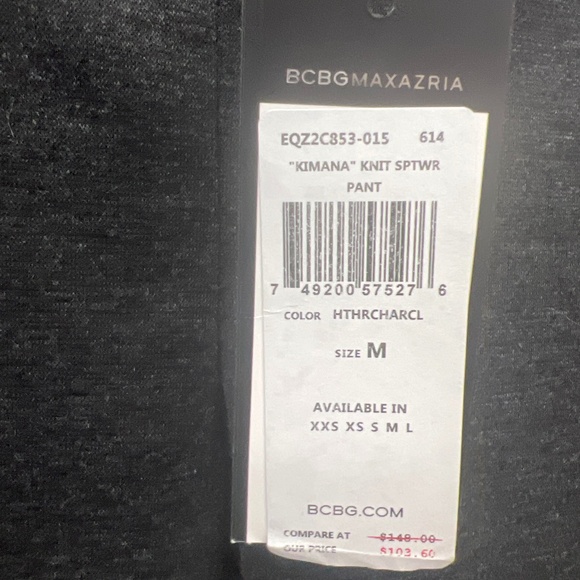 BCBGMAXAZRIA
EQZ2C853-015 614
"KIMANA" KNIT SPTWR
PANT
7 49200 57527 6
COLOR HTHRCHARCL
SIZE M
AVAILABLE IN
XXS XS S M L
BCBG.COM
COMPARE AT $148.00
OUR PRICE $103.60